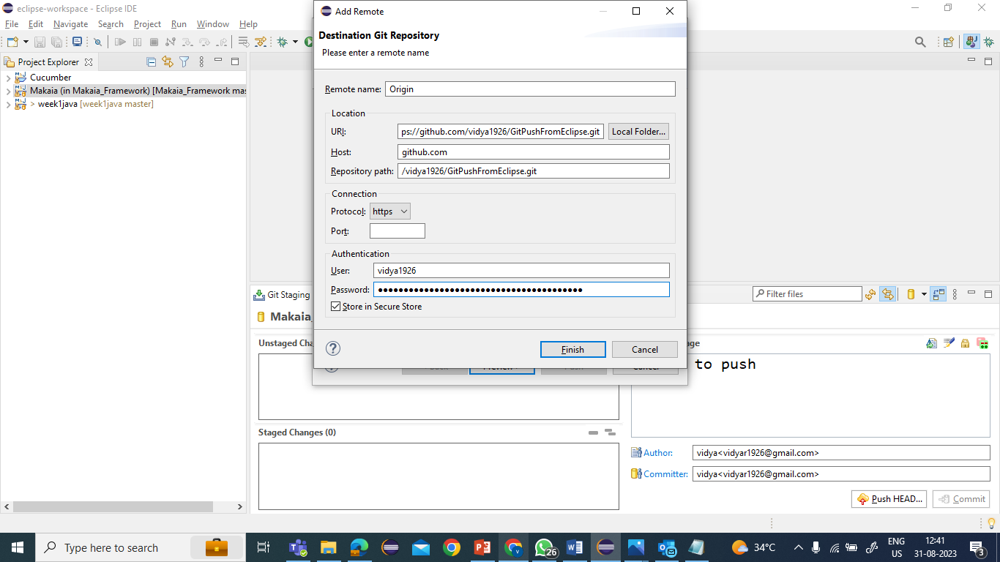 eclipse-workspace - Eclipse IDE
File Edit Navigate Search Project Run Window Help
Project Explorer
Cucumber
Makaia (in Makaia_Framework) [Makaia_Framework mas
> week1java [week1java master]
Add Remote
Destination Git Repository
Please enter a remote name
Remote name: Origin
Location
URI: ps://github.com/vidya1926/GitPushFromEclipse.git Local Folder...
Host: github.com
Repository path: /vidya1926/GitPushFromEclipse.git
Connection
Protocol: https
Port:
Authentication
User: vidya1926
Password: ••••••••••••••••••••••••••••••••••••••••
Store in Secure Store
Finish Cancel
Git Staging
Filter files
Makaia_
Unstaged Cha
age
to push
Staged Changes (0)
Author: vidya<vidyar1926@gmail.com>
Committer: vidya<vidyar1926@gmail.com>
Push HEAD... Commit
Type here to search
26
34°C
ENG
US
12:41
31-08-2023
3